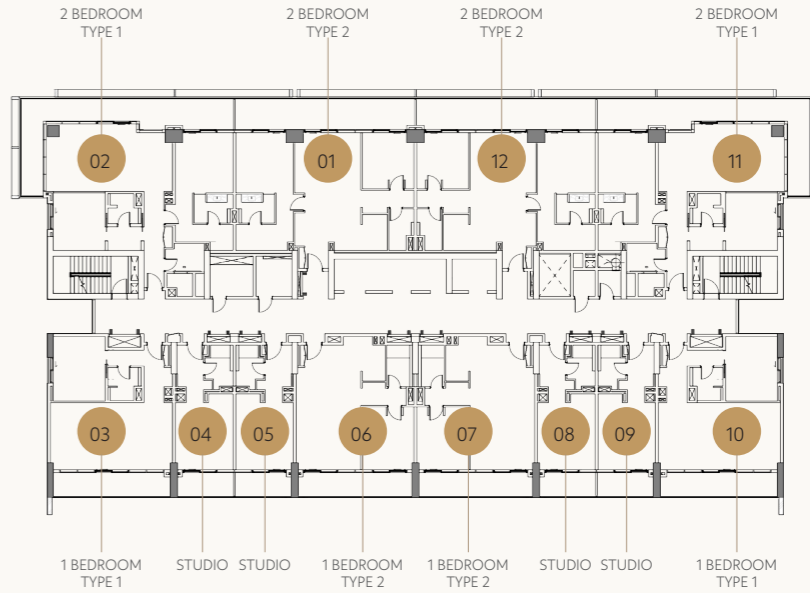 2 BEDROOM
TYPE 1
2 BEDROOM
TYPE 2
2 BEDROOM
TYPE 2
2 BEDROOM
TYPE 1
02
01
12
11
03
04
05
06
07
08
09
10
1 BEDROOM
TYPE 1
STUDIO
STUDIO
1 BEDROOM
TYPE 2
1 BEDROOM
TYPE 2
STUDIO
STUDIO
1 BEDROOM
TYPE 1